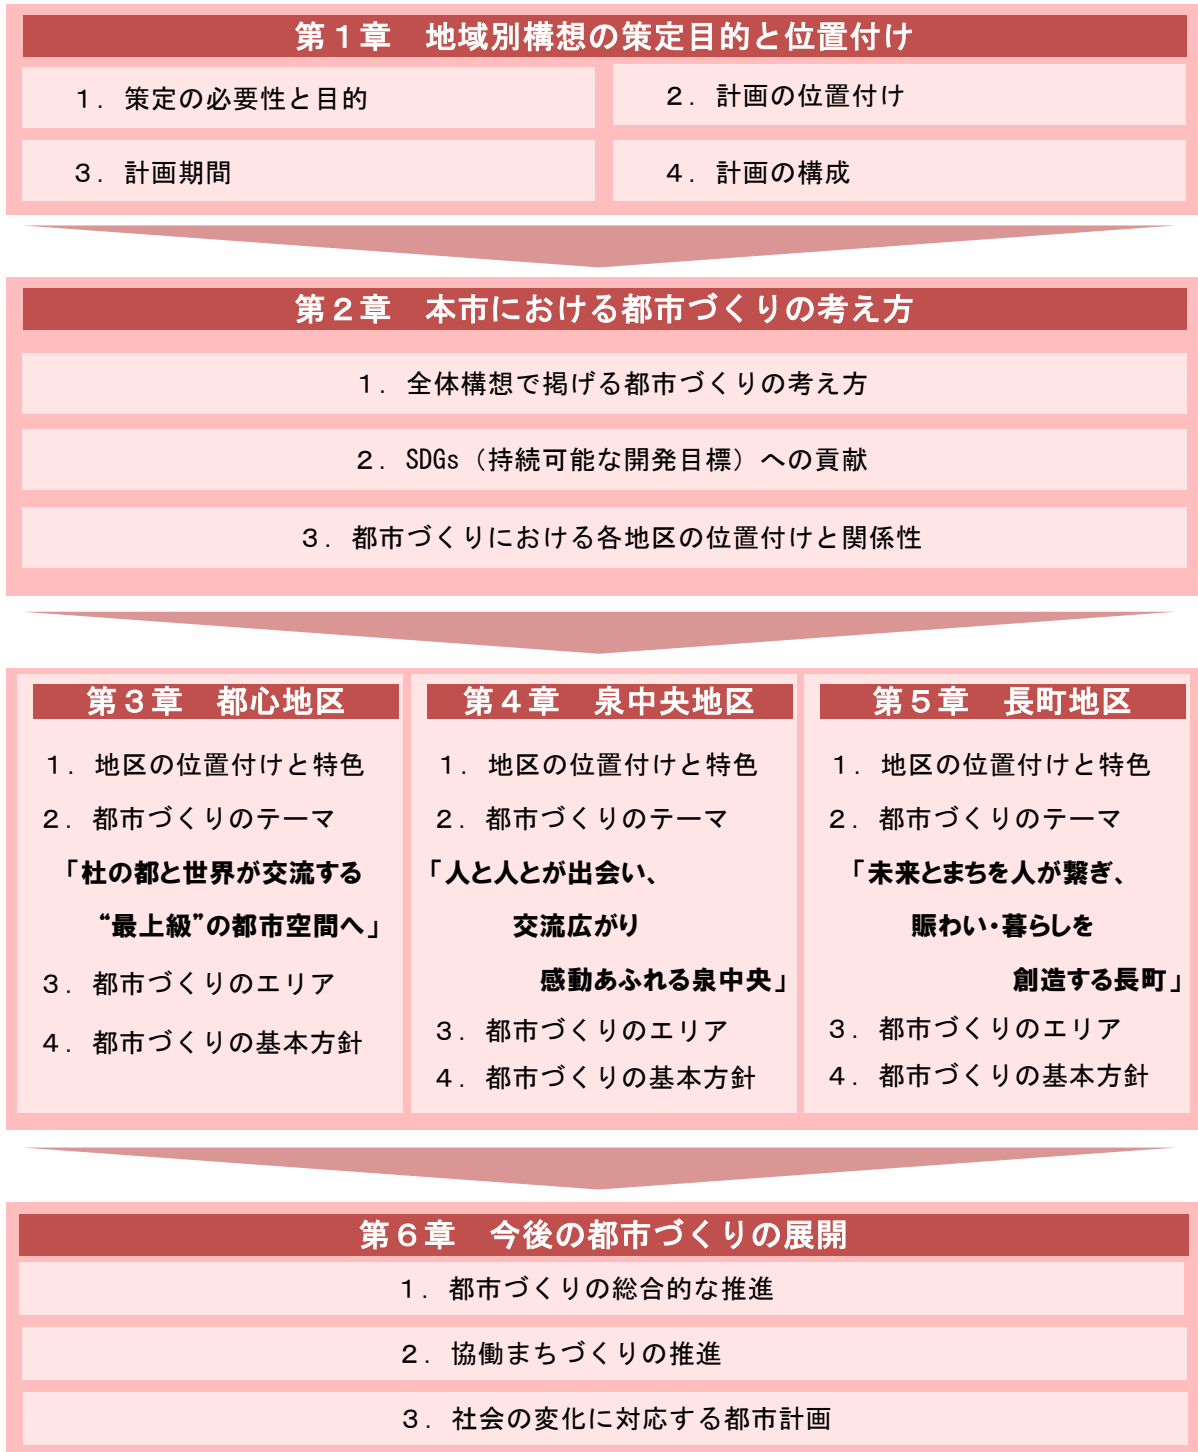 第１章　地域別構想の策定目的と位置付け
１．策定の必要性と目的
２．計画の位置付け
３．計画期間
４．計画の構成
第２章　本市における都市づくりの考え方
１．全体構想で掲げる都市づくりの考え方
２．SDGs（持続可能な開発目標）への貢献
３．都市づくりにおける各地区の位置付けと関係性
第３章　都心地区
１．地区の位置付けと特色
２．都市づくりのテーマ
「杜の都と世界が交流する
“最上級”の都市空間へ」
３．都市づくりのエリア
４．都市づくりの基本方針
第４章　泉中央地区
１．地区の位置付けと特色
２．都市づくりのテーマ
「人と人とが出会い、
交流広がり
感動あふれる泉中央」
３．都市づくりのエリア
４．都市づくりの基本方針
第５章　長町地区
１．地区の位置付けと特色
２．都市づくりのテーマ
「未来とまちを人が繋ぎ、
賑わい・暮らしを
創造する長町」
３．都市づくりのエリア
４．都市づくりの基本方針
第６章　今後の都市づくりの展開
１．都市づくりの総合的な推進
２．協働まちづくりの推進
３．社会の変化に対応する都市計画